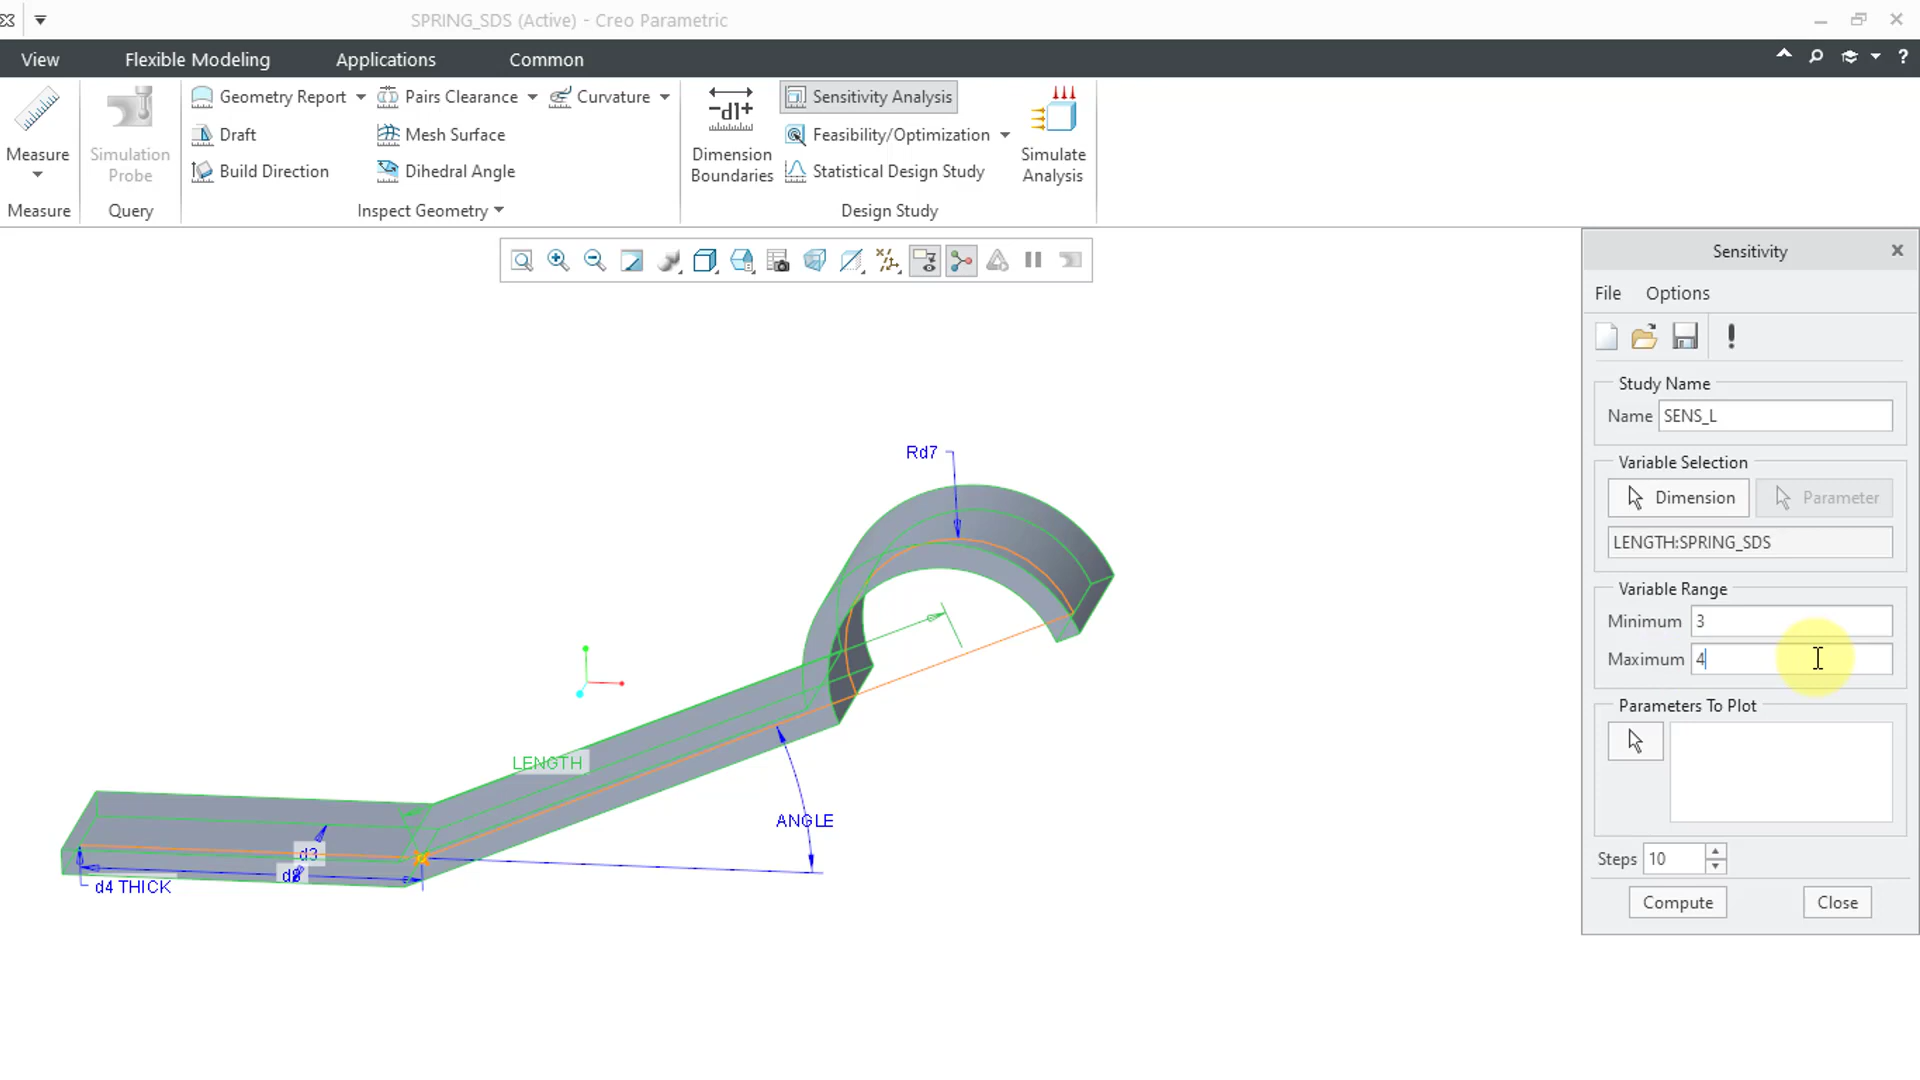 SPRING_SDS (Active) - Creo Parametric
View Flexible Modeling Applications Common
Geometry Report Pairs Clearance Curvature
Draft Mesh Surface
Build Direction Dihedral Angle
Measure
Simulation Probe
Sensitivity Analysis
Feasibility/Optimization
Statistical Design Study
-d1+
Dimension Boundaries
Simulate Analysis
Measure Query Inspect Geometry Design Study
Sensitivity
File Options
Study Name
Name SENS_L
Variable Selection
Dimension Parameter
LENGTH:SPRING_SDS
Variable Range
Minimum 3
Maximum 4
Parameters To Plot
Steps 10
Compute Close
Rd7
LENGTH
ANGLE
d3
d4 THICK